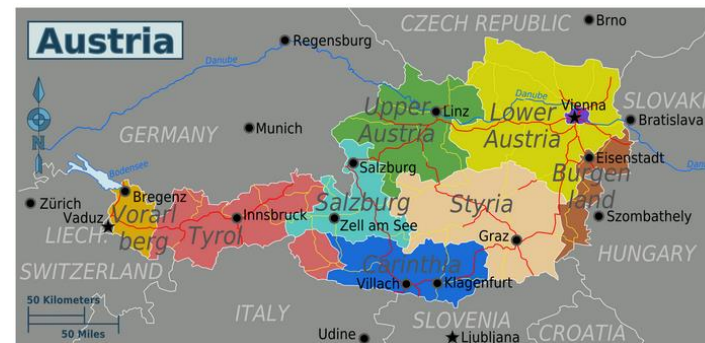 Austria
CZECH REPUBLIC
Brno
Regensburg
Danube
Upper
Austria
Linz
Danube
Lower
Austria
Vienna
SLOVAKI
Bratislava
Danube
GERMANY
Munich
N
Salzburg
Eisenstadt
Burgen
land
Bodensee
Zürich
Bregenz
Vaduz
Vorarl
berg
LIECH.
Tyrol
Innsbruck
Salzburg
Zell am See
Styria
Graz
Szombathely
HUNGARY
SWITZERLAND
Carinthia
Villach
Klagenfurt
50 Kilometers
50 Miles
ITALY
SLOVENIA
CROATIA
Udine
Ljubljana